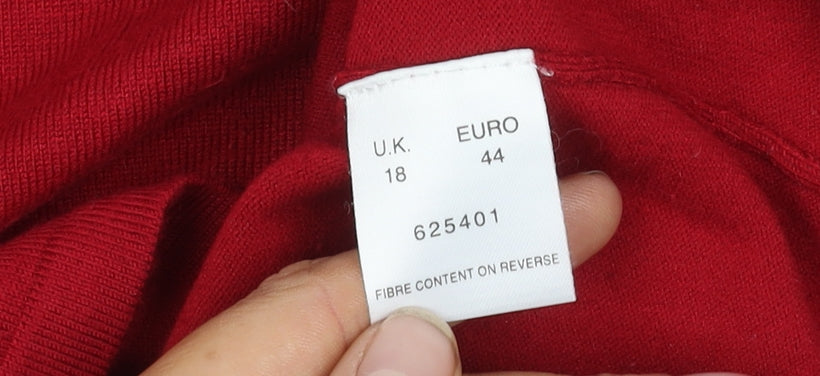 U.K. EURO
18 44
625401
FIBRE CONTENT ON REVERSE